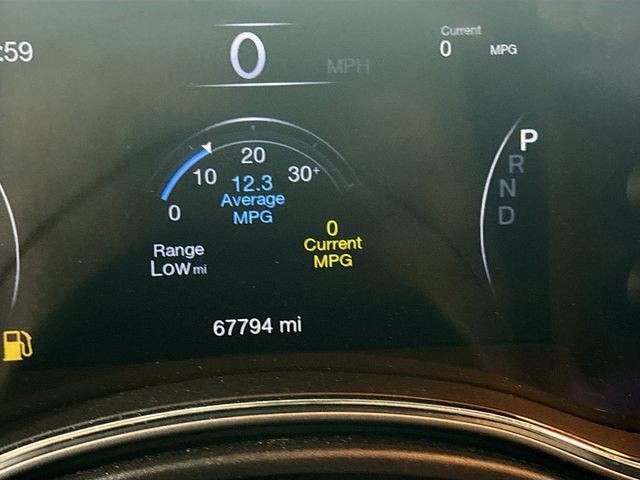 :59
0
MPH
Current
0 MPG
20
10
30+
0
12.3
Average
MPG
0
Current
MPG
Range
Low mi
67794 mi
P
R
N
D